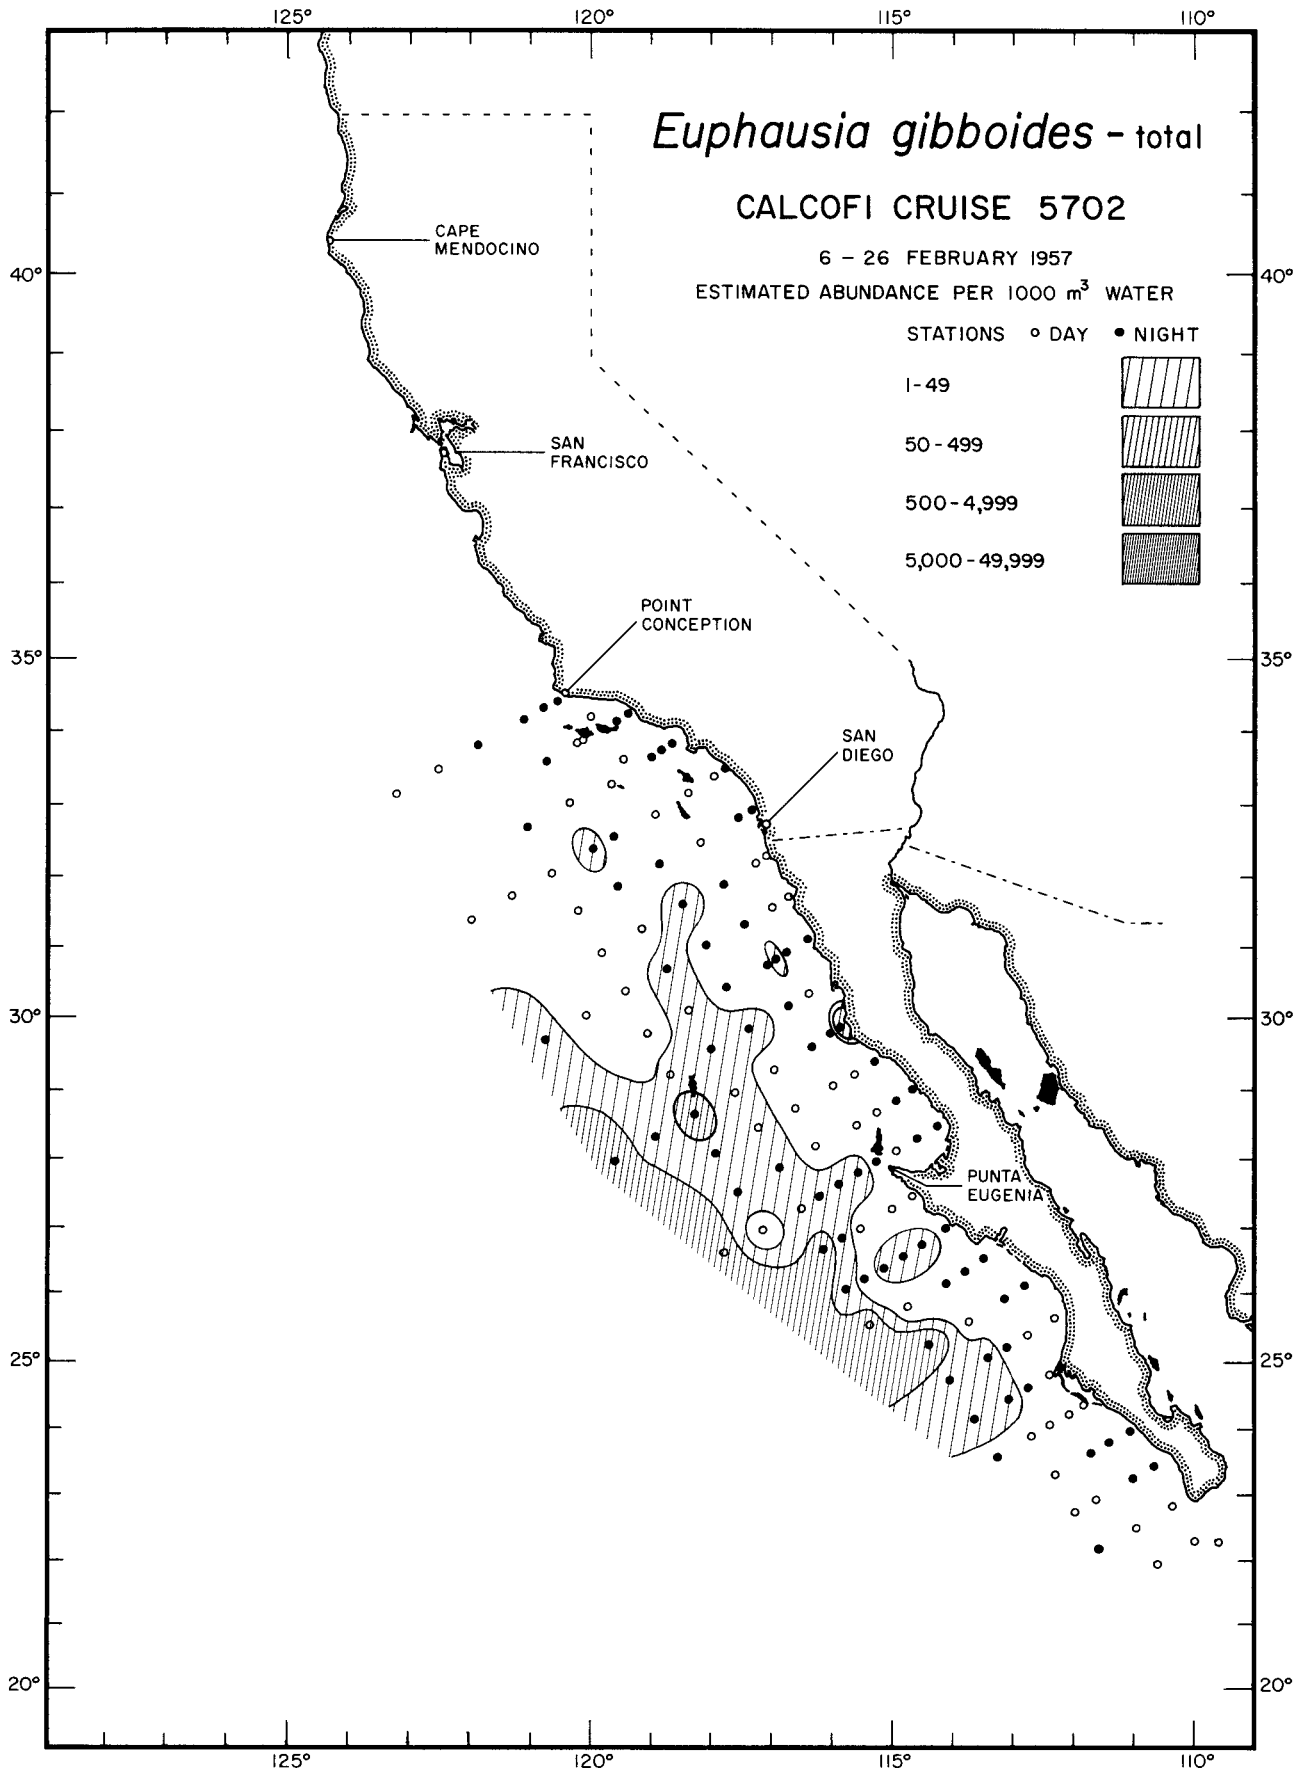 125° 120° 115° 110°
Euphausia gibboides - total
CALCOFI CRUISE 5702
6 - 26 FEBRUARY 1957
ESTIMATED ABUNDANCE PER 1000 m³ WATER
STATIONS ○ DAY ● NIGHT
1-49
50-499
500-4,999
5,000-49,999
CAPE
MENDOCINO
40° 40°
SAN
FRANCISCO
POINT
CONCEPTION
35° 35°
SAN
DIEGO
30° 30°
PUNTA
EUGENIA
25° 25°
20° 20°
125° 120° 115° 110°